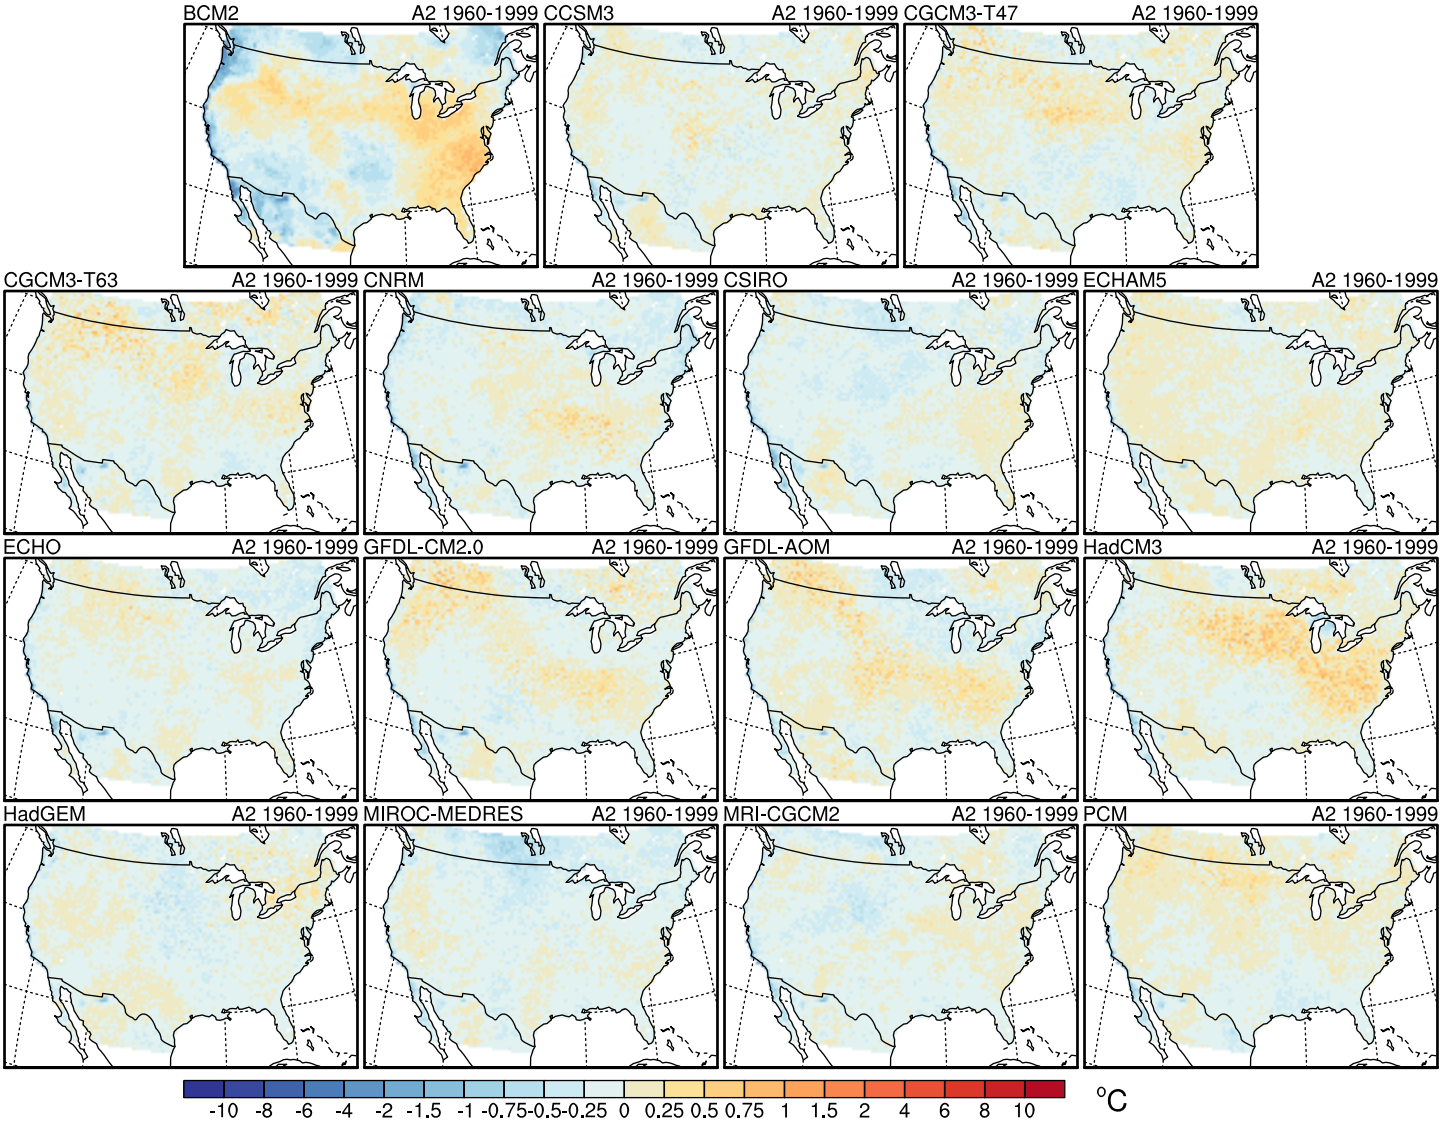 BCM2 A2 1960-1999 CCSM3 A2 1960-1999 CGCM3-T47 A2 1960-1999
CGCM3-T63 A2 1960-1999 CNRM A2 1960-1999 CSIRO A2 1960-1999 ECHAM5 A2 1960-1999
ECHO A2 1960-1999 GFDL-CM2.0 A2 1960-1999 GFDL-AOM A2 1960-1999 HadCM3 A2 1960-1999
HadGEM A2 1960-1999 MIROC-MEDRES A2 1960-1999 MRI-CGCM2 A2 1960-1999 PCM A2 1960-1999
-10 -8 -6 -4 -2 -1.5 -1 -0.75 -0.5 -0.25 0 0.25 0.5 0.75 1 1.5 2 4 6 8 10 °C